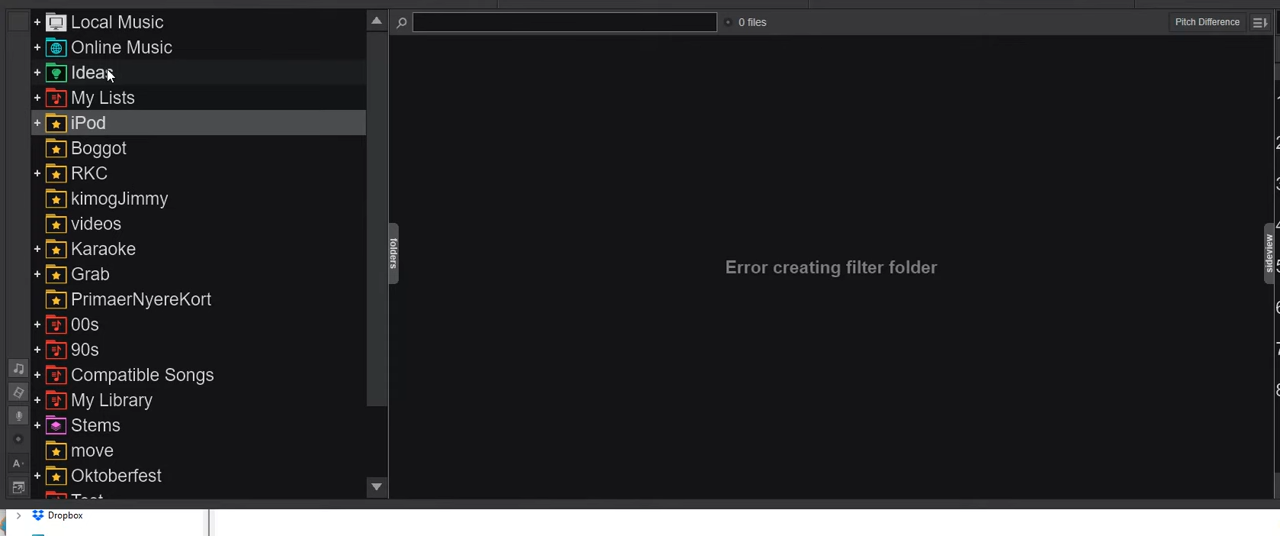 Local Music
Online Music
Ideas
My Lists
iPod
Boggot
RKC
kimogJimmy
videos
Karaoke
Grab
PrimaerNyereKort
00s
90s
Compatible Songs
My Library
Stems
move
Oktoberfest
A
Dropbox
folders
0 files
Pitch Difference
Error creating filter folder
sideview